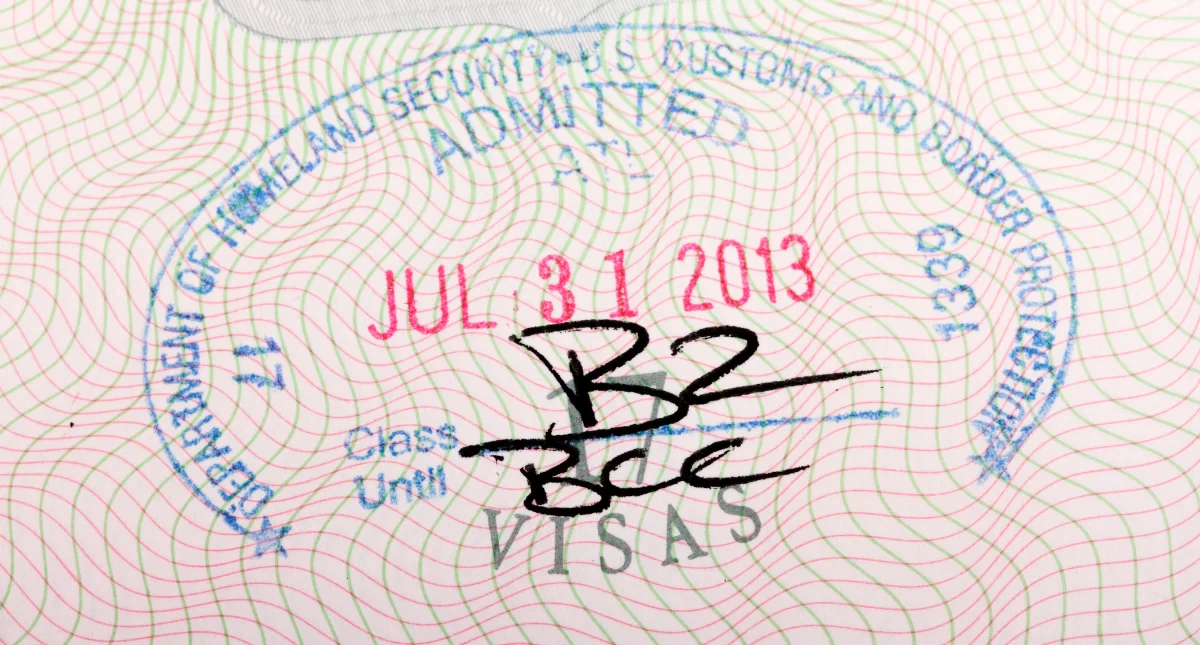 DEPARTMENT OF HOMELAND SECURITY U S CUSTOMS AND BORDER PROTECTION
ADMITTED
ATL
JUL 31 2013
17
1339
B2
Class
17
Until
VISAS